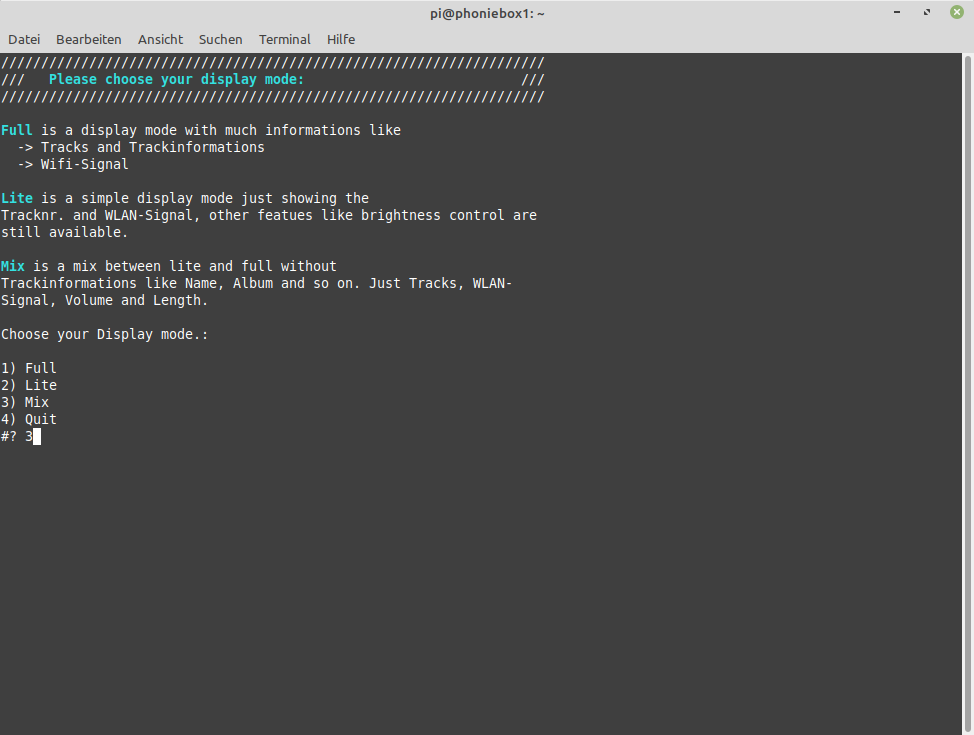 pi@phoniebox1: ~
Datei Bearbeiten Ansicht Suchen Terminal Hilfe
////////////////////////////////////////////////////////////////////
///   Please choose your display mode:                           ///
////////////////////////////////////////////////////////////////////
Full is a display mode with much informations like
  -> Tracks and Trackinformations
  -> Wifi-Signal
Lite is a simple display mode just showing the
Tracknr. and WLAN-Signal, other featues like brightness control are
still available.
Mix is a mix between lite and full without
Trackinformations like Name, Album and so on. Just Tracks, WLAN-
Signal, Volume and Length.
Choose your Display mode.:
1) Full
2) Lite
3) Mix
4) Quit
#? 3